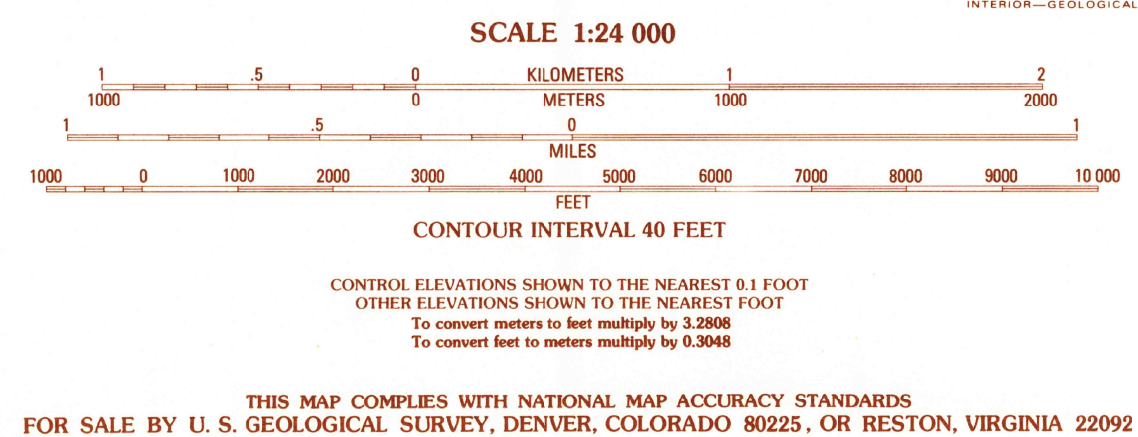 INTERIOR—GEOLOGICAL
SCALE 1:24 000
1 .5 0 KILOMETERS 1 2
1000 0 METERS 1000 2000
1 .5 0 1
MILES
1000 0 1000 2000 3000 4000 5000 6000 7000 8000 9000 10 000
FEET
CONTOUR INTERVAL 40 FEET
CONTROL ELEVATIONS SHOWN TO THE NEAREST 0.1 FOOT
OTHER ELEVATIONS SHOWN TO THE NEAREST FOOT
To convert meters to feet multiply by 3.2808
To convert feet to meters multiply by 0.3048
THIS MAP COMPLIES WITH NATIONAL MAP ACCURACY STANDARDS
FOR SALE BY U. S. GEOLOGICAL SURVEY, DENVER, COLORADO 80225, OR RESTON, VIRGINIA 22092